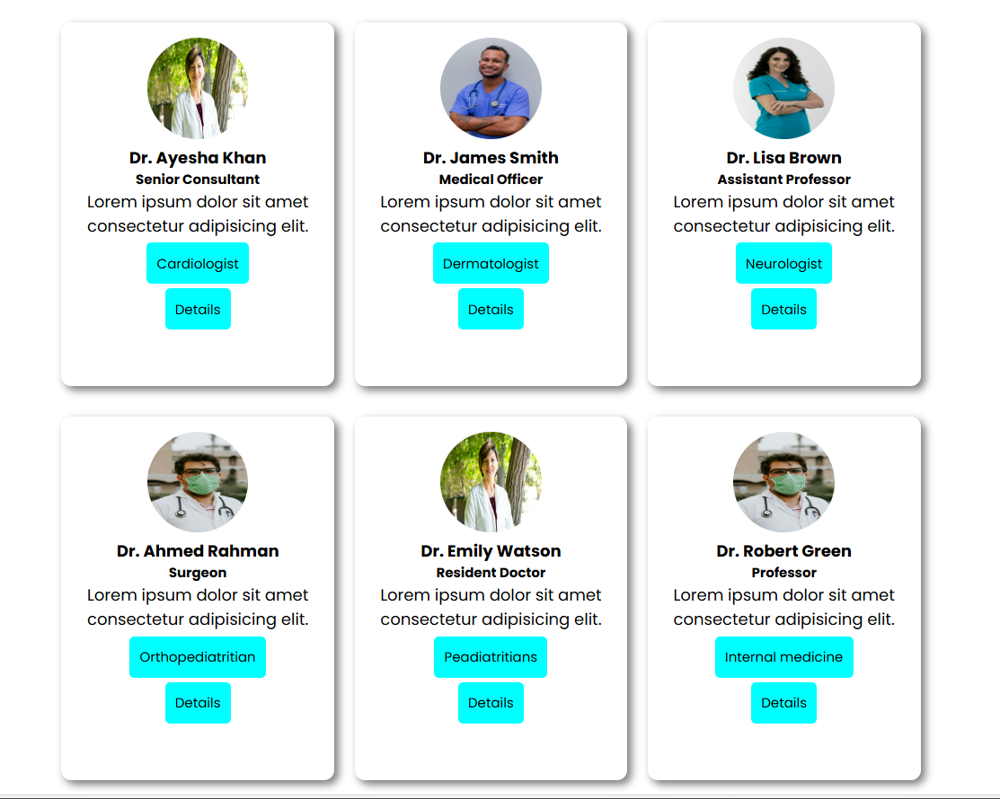 Dr. Ayesha Khan
Senior Consultant
Lorem ipsum dolor sit amet
consectetur adipisicing elit.
Cardiologist
Details
Dr. James Smith
Medical Officer
Lorem ipsum dolor sit amet
consectetur adipisicing elit.
Dermatologist
Details
Dr. Lisa Brown
Assistant Professor
Lorem ipsum dolor sit amet
consectetur adipisicing elit.
Neurologist
Details
Dr. Ahmed Rahman
Surgeon
Lorem ipsum dolor sit amet
consectetur adipisicing elit.
Orthopediatritian
Details
Dr. Emily Watson
Resident Doctor
Lorem ipsum dolor sit amet
consectetur adipisicing elit.
Peadiatritians
Details
Dr. Robert Green
Professor
Lorem ipsum dolor sit amet
consectetur adipisicing elit.
Internal medicine
Details